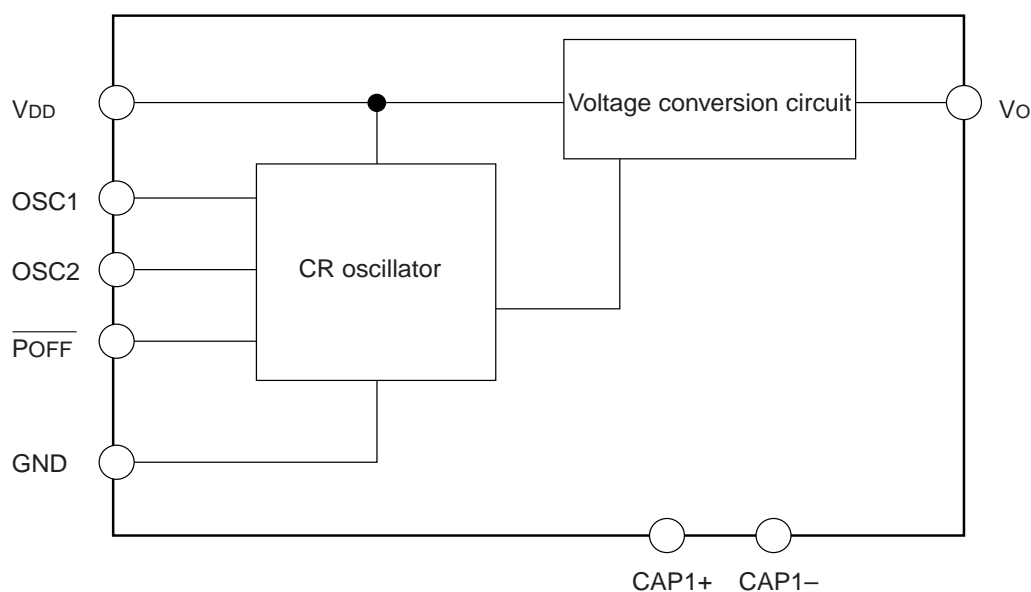 VDD
Voltage conversion circuit
VO
OSC1
OSC2
CR oscillator
POFF
GND
CAP1+
CAP1–